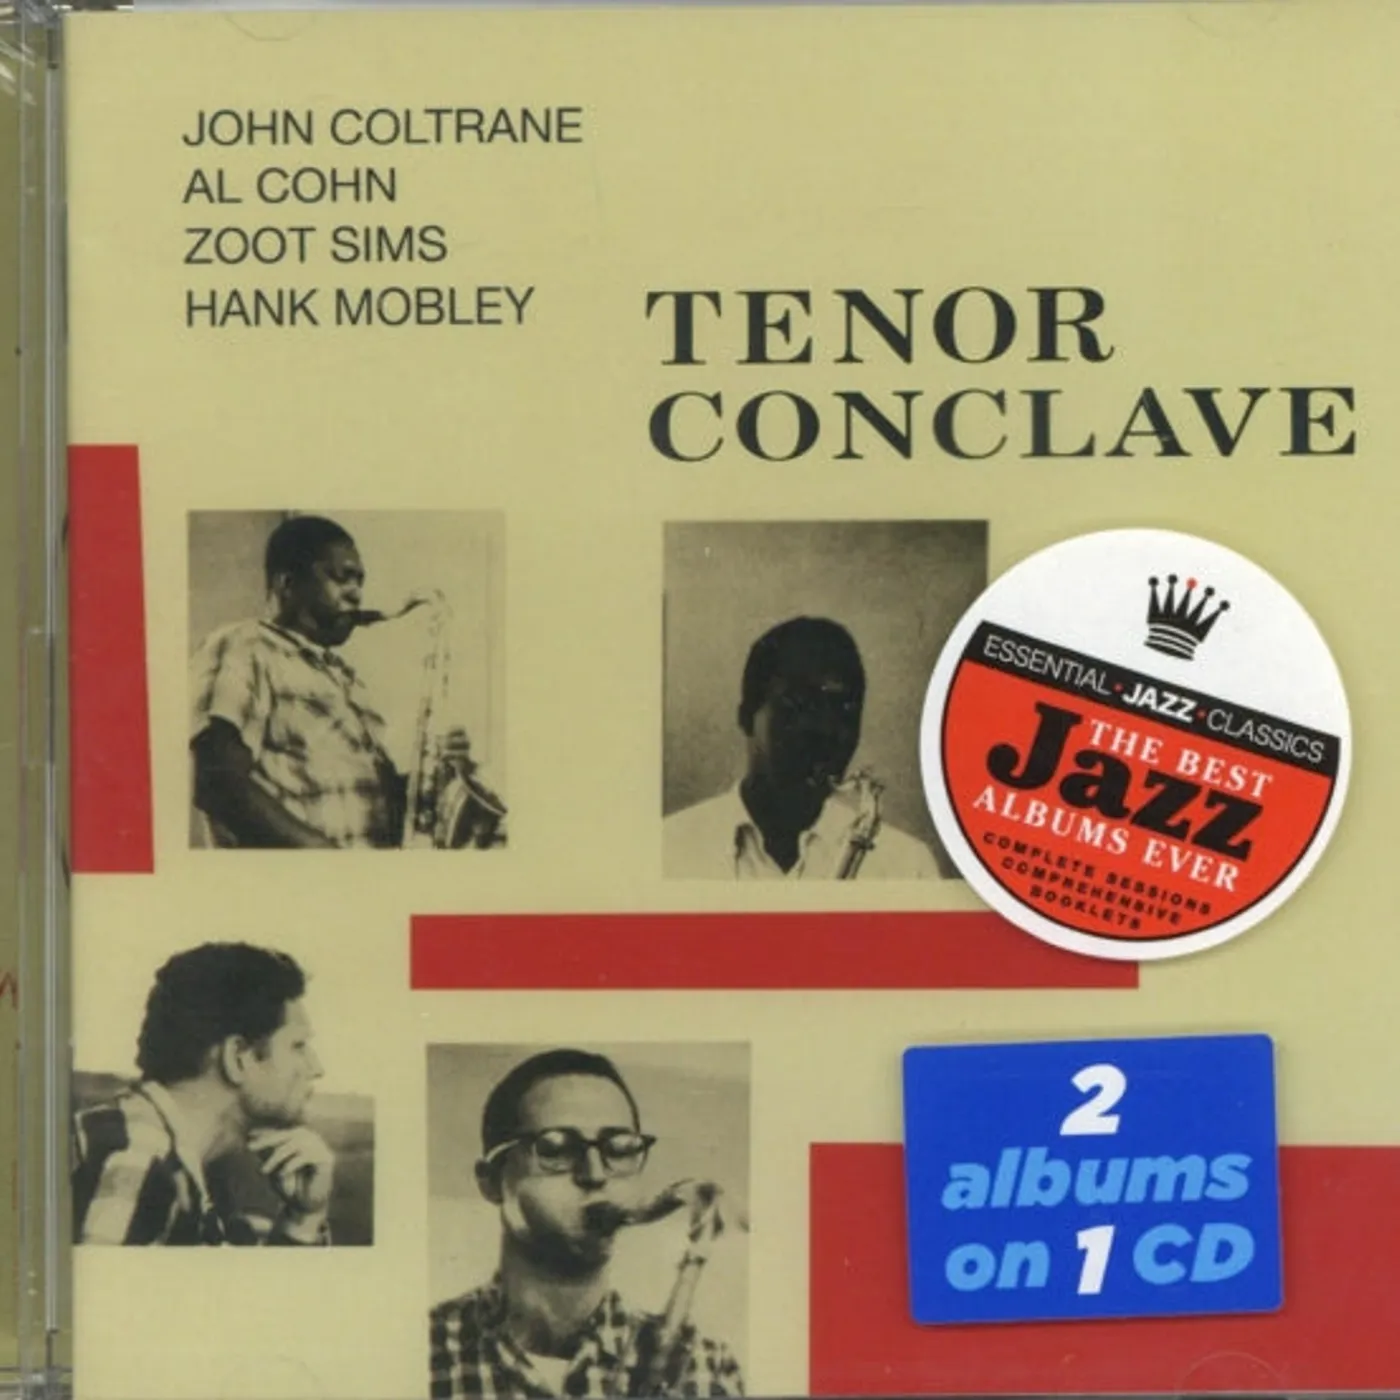 JOHN COLTRANE
AL COHN
ZOOT SIMS
HANK MOBLEY
TENOR
CONCLAVE
ESSENTIAL · JAZZ · CLASSICS
THE BEST
Jazz
ALBUMS EVER
COMPLETE SESSIONS
COMPREHENSIVE
BOOKLETS
2
albums
on 1 CD